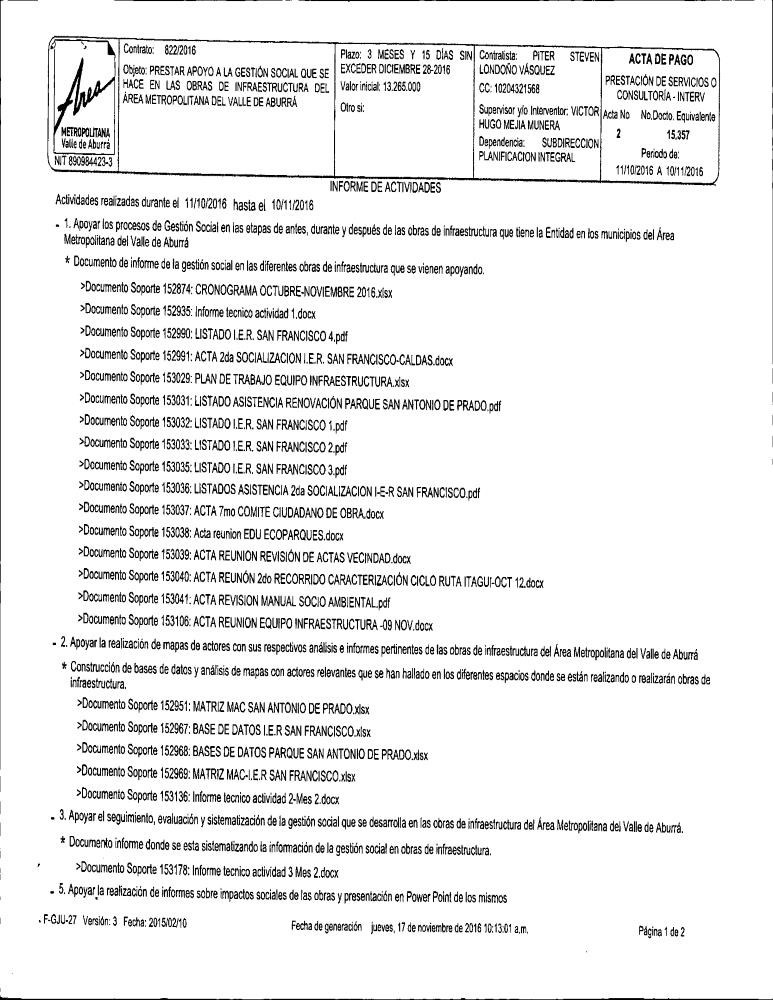 Área
METROPOLITANA
Valle de Aburrá
NIT 890984423-3
Contrato: 822/2016
Objeto: PRESTAR APOYO A LA GESTIÓN SOCIAL QUE SE
HACE EN LAS OBRAS DE INFRAESTRUCTURA DEL
ÁREA METROPOLITANA DEL VALLE DE ABURRÁ
Plazo: 3 MESES Y 15 DÍAS SIN
EXCEDER DICIEMBRE 28-2016
Valor inicial: 13.265.000
Otro si:
Contralista: PITER STEVEN
LONDOÑO VÁSQUEZ
CC: 10204321568
Supervisor y/o Interventor: VICTOR
HUGO MEJIA MUNERA
Dependencia: SUBDIRECCION
PLANIFICACION INTEGRAL
ACTA DE PAGO
PRESTACIÓN DE SERVICIOS O
CONSULTORÍA - INTERV
Acta No No.Docto. Equivalente
2 15,357
Periodo de:
11/10/2016 A 10/11/2016
INFORME DE ACTIVIDADES
Actividades realizadas durante el 11/10/2016 hasta el 10/11/2016
- 1. Apoyar los procesos de Gestión Social en las etapas de antes, durante y después de las obras de infraestructura que tiene la Entidad en los municipios del Área
Metropolitana del Valle de Aburrá
* Documento de informe de la gestión social en las diferentes obras de infraestructura que se vienen apoyando.
>Documento Soporte 152874: CRONOGRAMA OCTUBRE-NOVIEMBRE 2016.xlsx
>Documento Soporte 152935: Informe tecnico actividad 1.docx
>Documento Soporte 152990: LISTADO I.E.R. SAN FRANCISCO 4.pdf
>Documento Soporte 152991: ACTA 2da SOCIALIZACION I.E.R. SAN FRANCISCO-CALDAS.docx
>Documento Soporte 153029: PLAN DE TRABAJO EQUIPO INFRAESTRUCTURA.xlsx
>Documento Soporte 153031: LISTADO ASISTENCIA RENOVACIÓN PARQUE SAN ANTONIO DE PRADO.pdf
>Documento Soporte 153032: LISTADO I.E.R. SAN FRANCISCO 1.pdf
>Documento Soporte 153033: LISTADO I.E.R. SAN FRANCISCO 2.pdf
>Documento Soporte 153035: LISTADO I.E.R. SAN FRANCISCO 3.pdf
>Documento Soporte 153036: LISTADOS ASISTENCIA 2da SOCIALIZACION I-E-R SAN FRANCISCO.pdf
>Documento Soporte 153037: ACTA 7mo COMITE CIUDADANO DE OBRA.docx
>Documento Soporte 153038: Acta reunion EDU ECOPARQUES.docx
>Documento Soporte 153039: ACTA REUNION REVISIÓN DE ACTAS VECINDAD.docx
>Documento Soporte 153040: ACTA REUNÓN 2do RECORRIDO CARACTERIZACIÓN CICLO RUTA ITAGUI-OCT 12.docx
>Documento Soporte 153041: ACTA REVISION MANUAL SOCIO AMBIENTAL.pdf
>Documento Soporte 153106: ACTA REUNION EQUIPO INFRAESTRUCTURA -09 NOV.docx
- 2. Apoyar la realización de mapas de actores con sus respectivos análisis e informes pertinentes de las obras de infraestructura del Área Metropolitana del Valle de Aburrá
* Construcción de bases de datos y análisis de mapas con actores relevantes que se han hallado en los diferentes espacios donde se están realizando o realizarán obras de
infraestructura.
>Documento Soporte 152951: MATRIZ MAC SAN ANTONIO DE PRADO.xlsx
>Documento Soporte 152967: BASE DE DATOS I.E.R SAN FRANCISCO.xlsx
>Documento Soporte 152968: BASES DE DATOS PARQUE SAN ANTONIO DE PRADO.xlsx
>Documento Soporte 152969: MATRIZ MAC-I.E.R SAN FRANCISCO.xlsx
>Documento Soporte 153136: Informe tecnico actividad 2-Mes 2.docx
- 3. Apoyar el seguimiento, evaluación y sistematización de la gestión social que se desarrolla en las obras de infraestructura del Área Metropolitana del Valle de Aburrá.
* Documento informe donde se esta sistematizando la información de la gestión social en obras de infraestructura.
>Documento Soporte 153178: Informe tecnico actividad 3 Mes 2.docx
- 5. Apoyar la realización de informes sobre impactos sociales de las obras y presentación en Power Point de los mismos
F-GJU-27 Versión: 3 Fecha: 2015/02/10
Fecha de generación jueves, 17 de noviembre de 2016 10:13:01 a.m.
Página 1 de 2